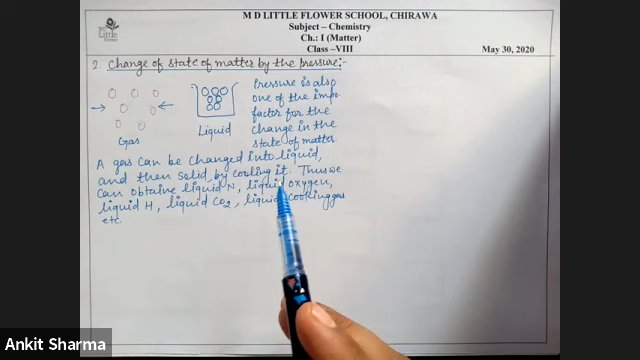 M D LITTLE FLOWER SCHOOL, CHIRAWA
Subject – Chemistry
Ch.: I (Matter)
Class –VIII
May 30, 2020
Little
Flower
2. Change of state of matter by the pressure:-
Pressure is also
one of the impo.
factor for the
change in the
state of matter.
Gas
Liquid
A gas can be changed into liquid,
and then solid by cooling it. Thus we
can obtaine liquid N, liquid oxygen,
liquid H, liquid CO2, liquid cooking gas
etc.
Ankit Sharma